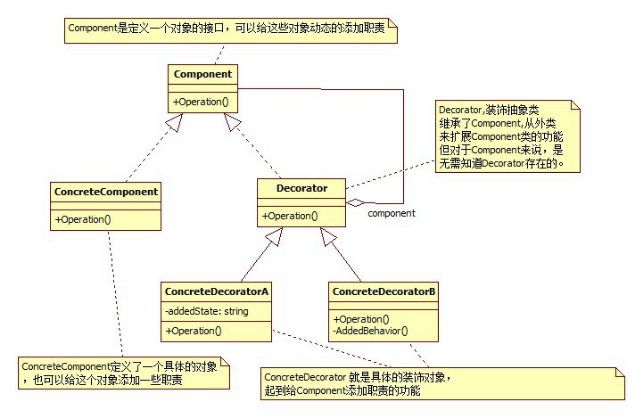 Component是定义一个对象的接口，可以给这些对象动态的添加职责
Component
+Operation()
Decorator,装饰抽象类
继承了Component,从外类
来扩展Component类的功能
但对于Component来说，是
无需知道Decorator存在的。
ConcreteComponent
+Operation()
Decorator
+Operation()
component
ConcreteDecoratorA
-addedState: string
+Operation()
ConcreteDecoratorB
+Operation()
-AddedBehavior()
ConcreteComponent定义了一个具体的对象
，也可以给这个对象添加一些职责
ConcreteDecorator 就是具体的装饰对象，
起到给Component添加职责的功能